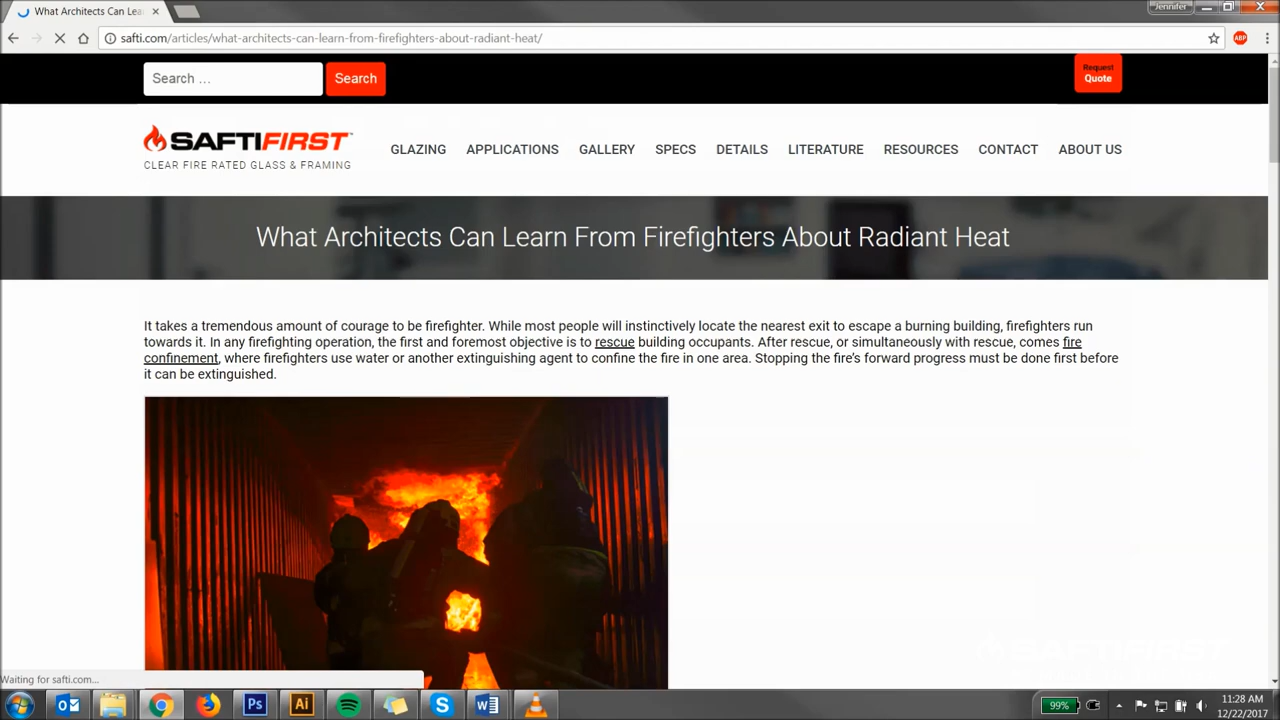 Jennifer
What Architects Can Lea
safti.com/articles/what-architects-can-learn-from-firefighters-about-radiant-heat/
ABP
Search …
Search
Request
Quote
SAFTIFIRST™
CLEAR FIRE RATED GLASS & FRAMING
GLAZING APPLICATIONS GALLERY SPECS DETAILS LITERATURE RESOURCES CONTACT ABOUT US
What Architects Can Learn From Firefighters About Radiant Heat
It takes a tremendous amount of courage to be firefighter. While most people will instinctively locate the nearest exit to escape a burning building, firefighters run
towards it. In any firefighting operation, the first and foremost objective is to rescue building occupants. After rescue, or simultaneously with rescue, comes fire
confinement, where firefighters use water or another extinguishing agent to confine the fire in one area. Stopping the fire's forward progress must be done first before
it can be extinguished.
SAFTIFIRST
Waiting for safti.com...
Ps
Ai
S
W
99%
11:28 AM
12/22/2017